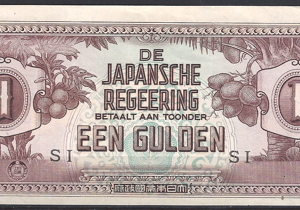 DE
JAPANSCHE
REGEERING
BETAALT AAN TOONDER
EEN GULDEN
SI SI